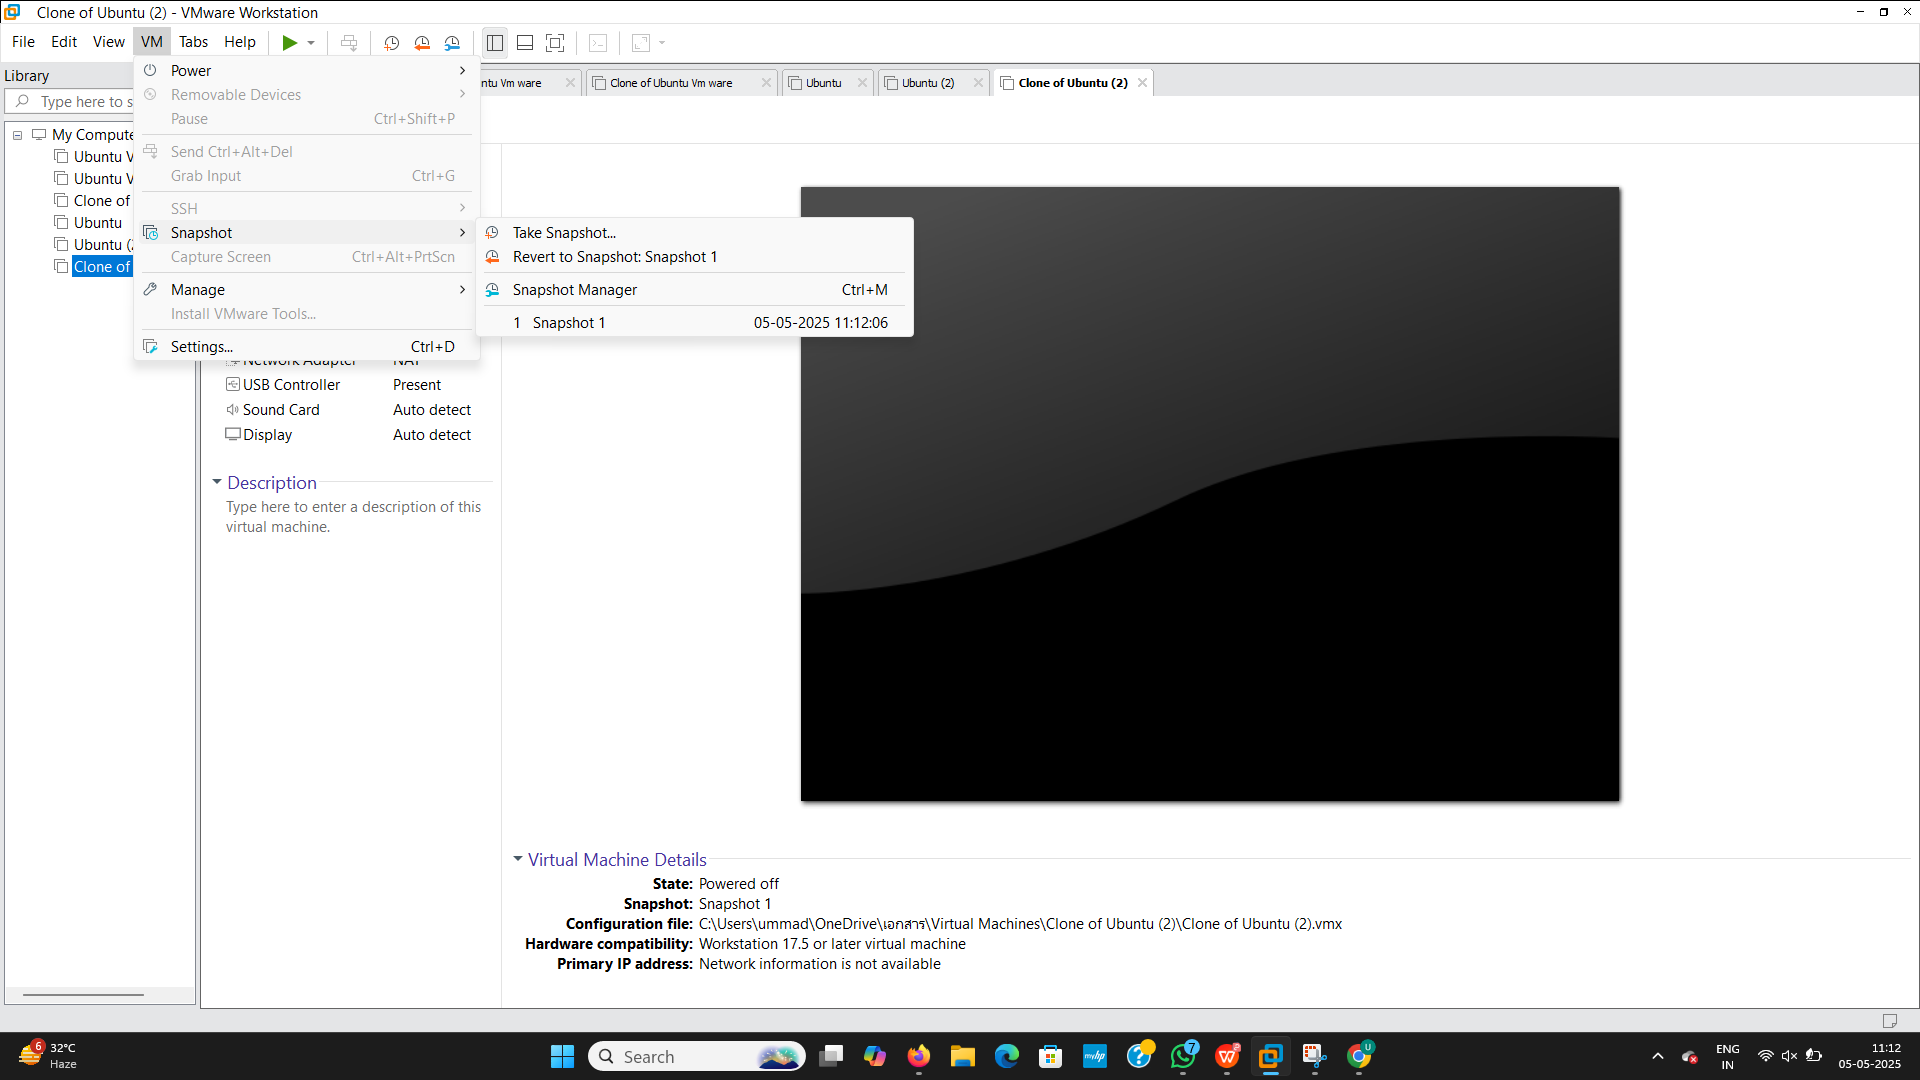 Clone of Ubuntu (2) - VMware Workstation
File Edit View VM Tabs Help
Library
Type here to s
My Compute
Ubuntu V
Ubuntu V
Clone of
Ubuntu
Ubuntu (2
Clone of
Power
Removable Devices
Pause Ctrl+Shift+P
Send Ctrl+Alt+Del
Grab Input Ctrl+G
SSH
Snapshot
Capture Screen Ctrl+Alt+PrtScn
Manage
Install VMware Tools...
Settings... Ctrl+D
Take Snapshot...
Revert to Snapshot: Snapshot 1
Snapshot Manager Ctrl+M
1 Snapshot 1 05-05-2025 11:12:06
ntu Vm ware
Clone of Ubuntu Vm ware
Ubuntu
Ubuntu (2)
Clone of Ubuntu (2)
Network Adapter NAT
USB Controller Present
Sound Card Auto detect
Display Auto detect
Description
Type here to enter a description of this
virtual machine.
Virtual Machine Details
State: Powered off
Snapshot: Snapshot 1
Configuration file: C:\Users\ummad\OneDrive\เอกสาร\Virtual Machines\Clone of Ubuntu (2)\Clone of Ubuntu (2).vmx
Hardware compatibility: Workstation 17.5 or later virtual machine
Primary IP address: Network information is not available
6
32°C
Haze
Search
myhp
7
U
ENG
IN
11:12
05-05-2025